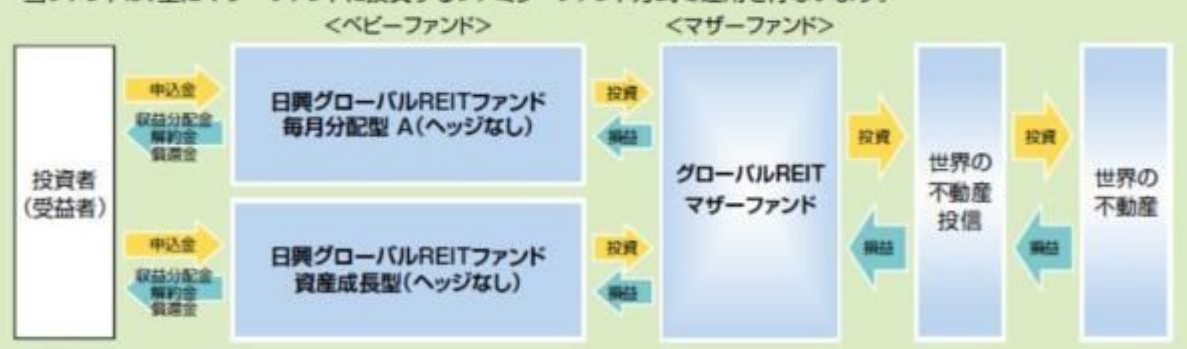 <ベビーファンド>
<マザーファンド>
投資者
(受益者)
申込金
収益分配金
解約金
償還金
日興グローバルREITファンド
毎月分配型 A(ヘッジなし)
投資
損益
申込金
収益分配金
解約金
償還金
日興グローバルREITファンド
資産成長型(ヘッジなし)
投資
損益
グローバルREIT
マザーファンド
投資
損益
世界の
不動産
投信
投資
損益
世界の
不動産